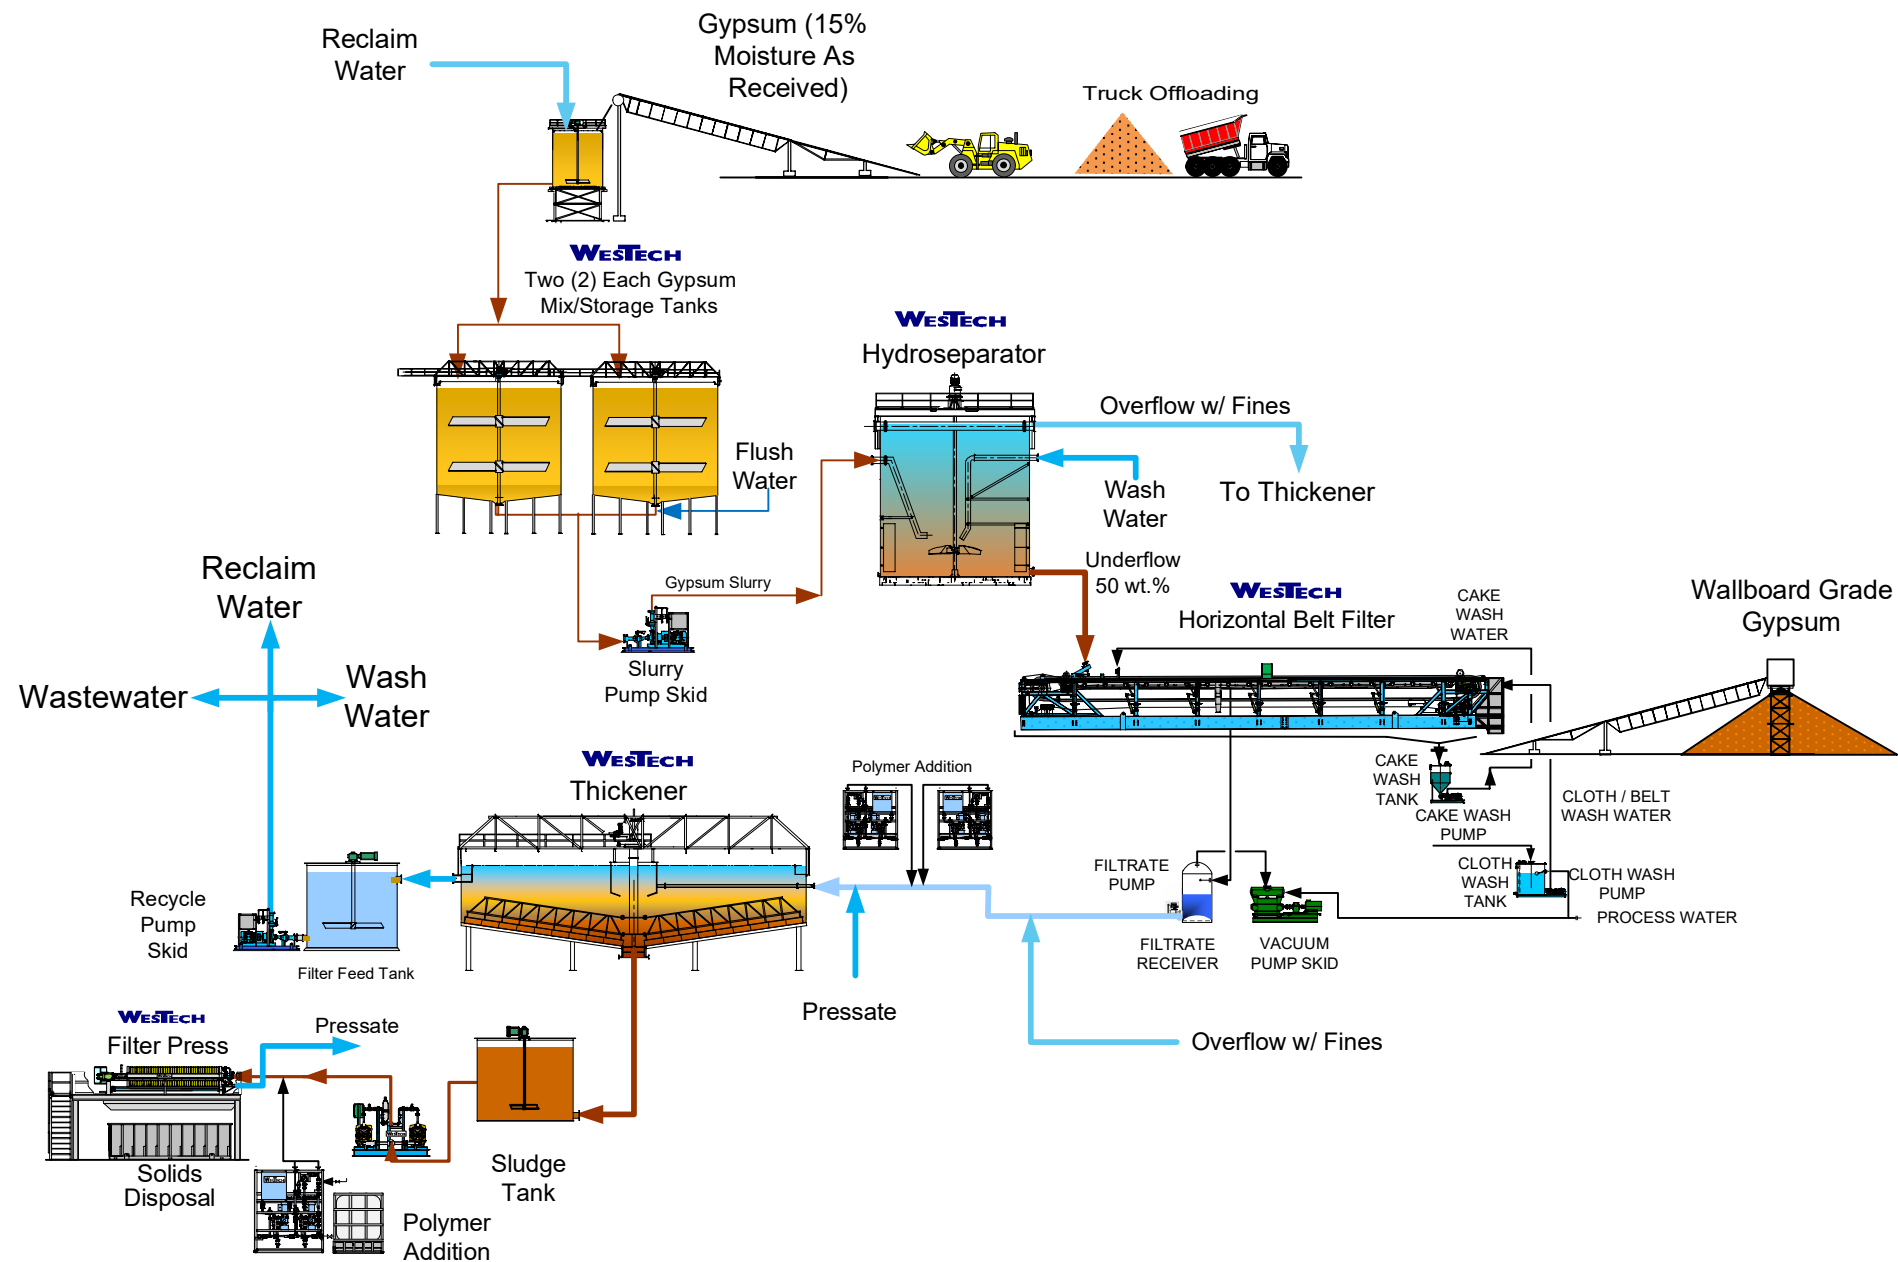 Reclaim
Water
Gypsum (15%
Moisture As
Received)
Truck Offloading
WESTECH
Two (2) Each Gypsum
Mix/Storage Tanks
WESTECH
Hydroseparator
Overflow w/ Fines
Flush
Water
Wash
Water
To Thickener
Underflow
50 wt.%
Gypsum Slurry
Slurry
Pump Skid
WESTECH
Horizontal Belt Filter
CAKE
WASH
WATER
Wallboard Grade
Gypsum
Reclaim
Water
Wastewater
Wash
Water
WESTECH
Thickener
Polymer Addition
CAKE
WASH
TANK
CAKE WASH
PUMP
CLOTH / BELT
WASH WATER
CLOTH
WASH
TANK
CLOTH WASH
PUMP
PROCESS WATER
FILTRATE
PUMP
FILTRATE
RECEIVER
VACUUM
PUMP SKID
Recycle
Pump
Skid
Filter Feed Tank
Pressate
Overflow w/ Fines
WESTECH
Filter Press
Pressate
WESTECH
Solids
Disposal
Sludge
Tank
WESTECH
Polymer
Addition